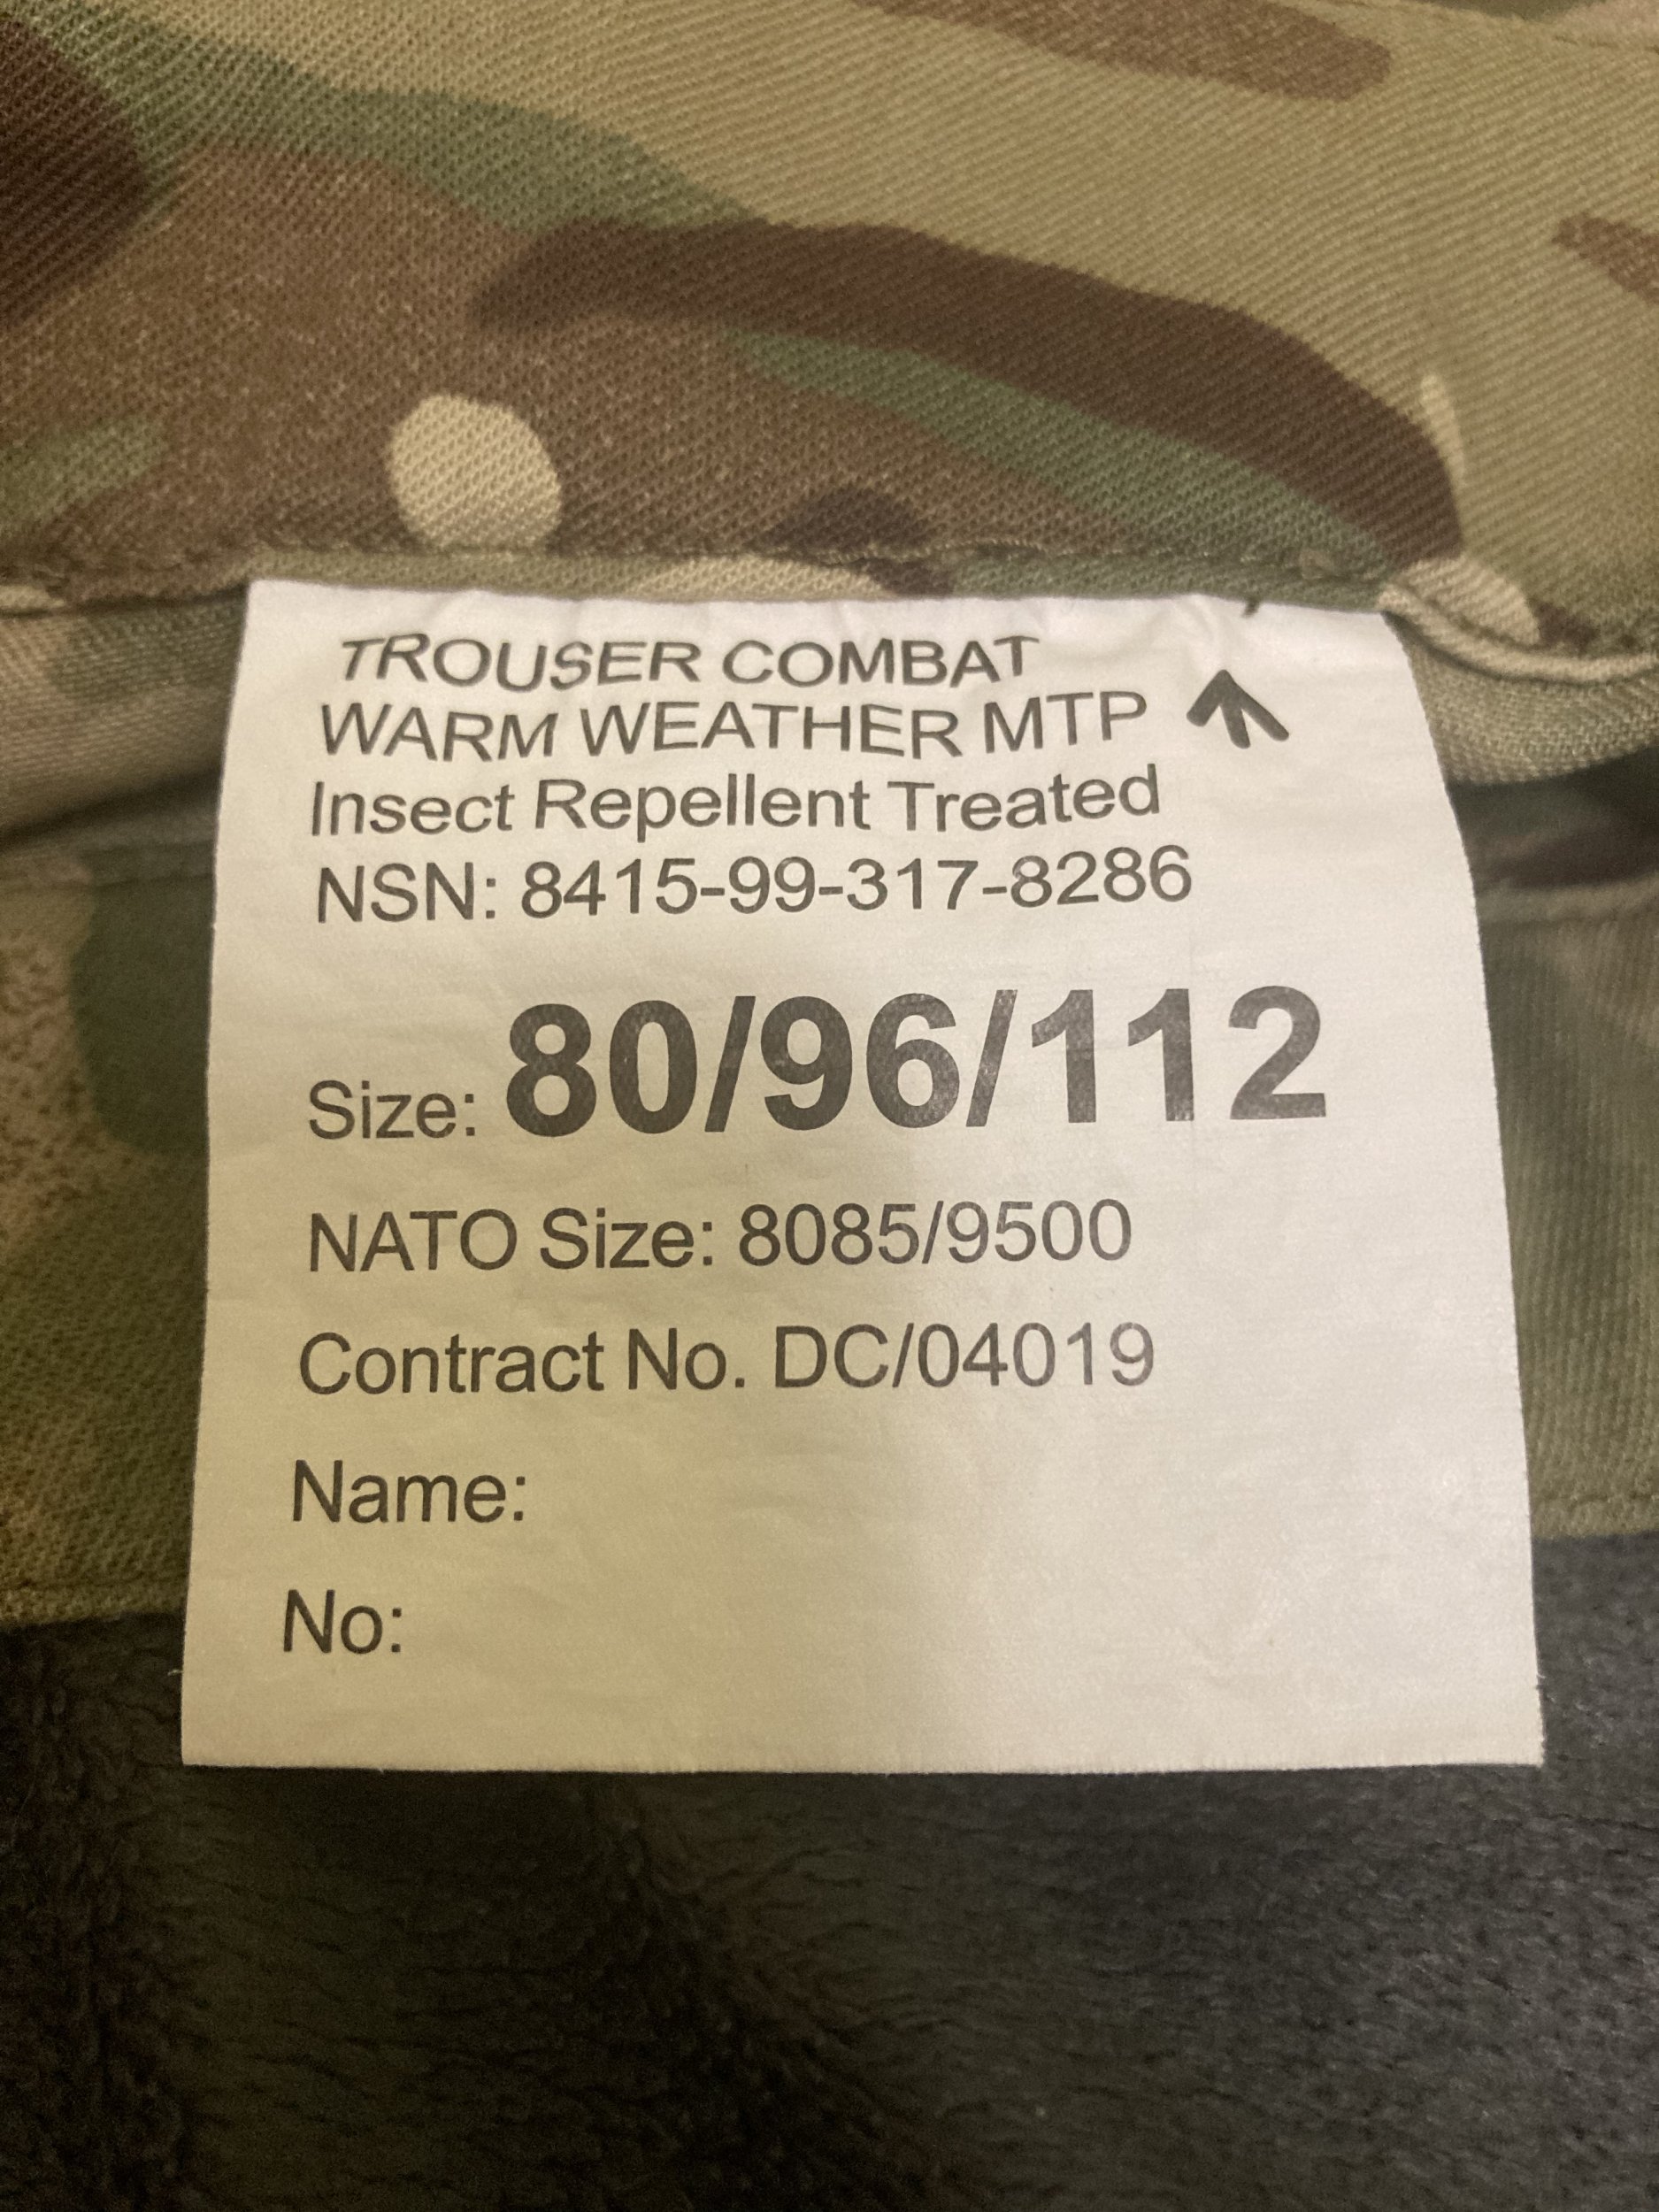 TROUSER COMBAT
WARM WEATHER MTP
Insect Repellent Treated
NSN: 8415-99-317-8286
Size: 80/96/112
NATO Size: 8085/9500
Contract No. DC/04019
Name:
No: